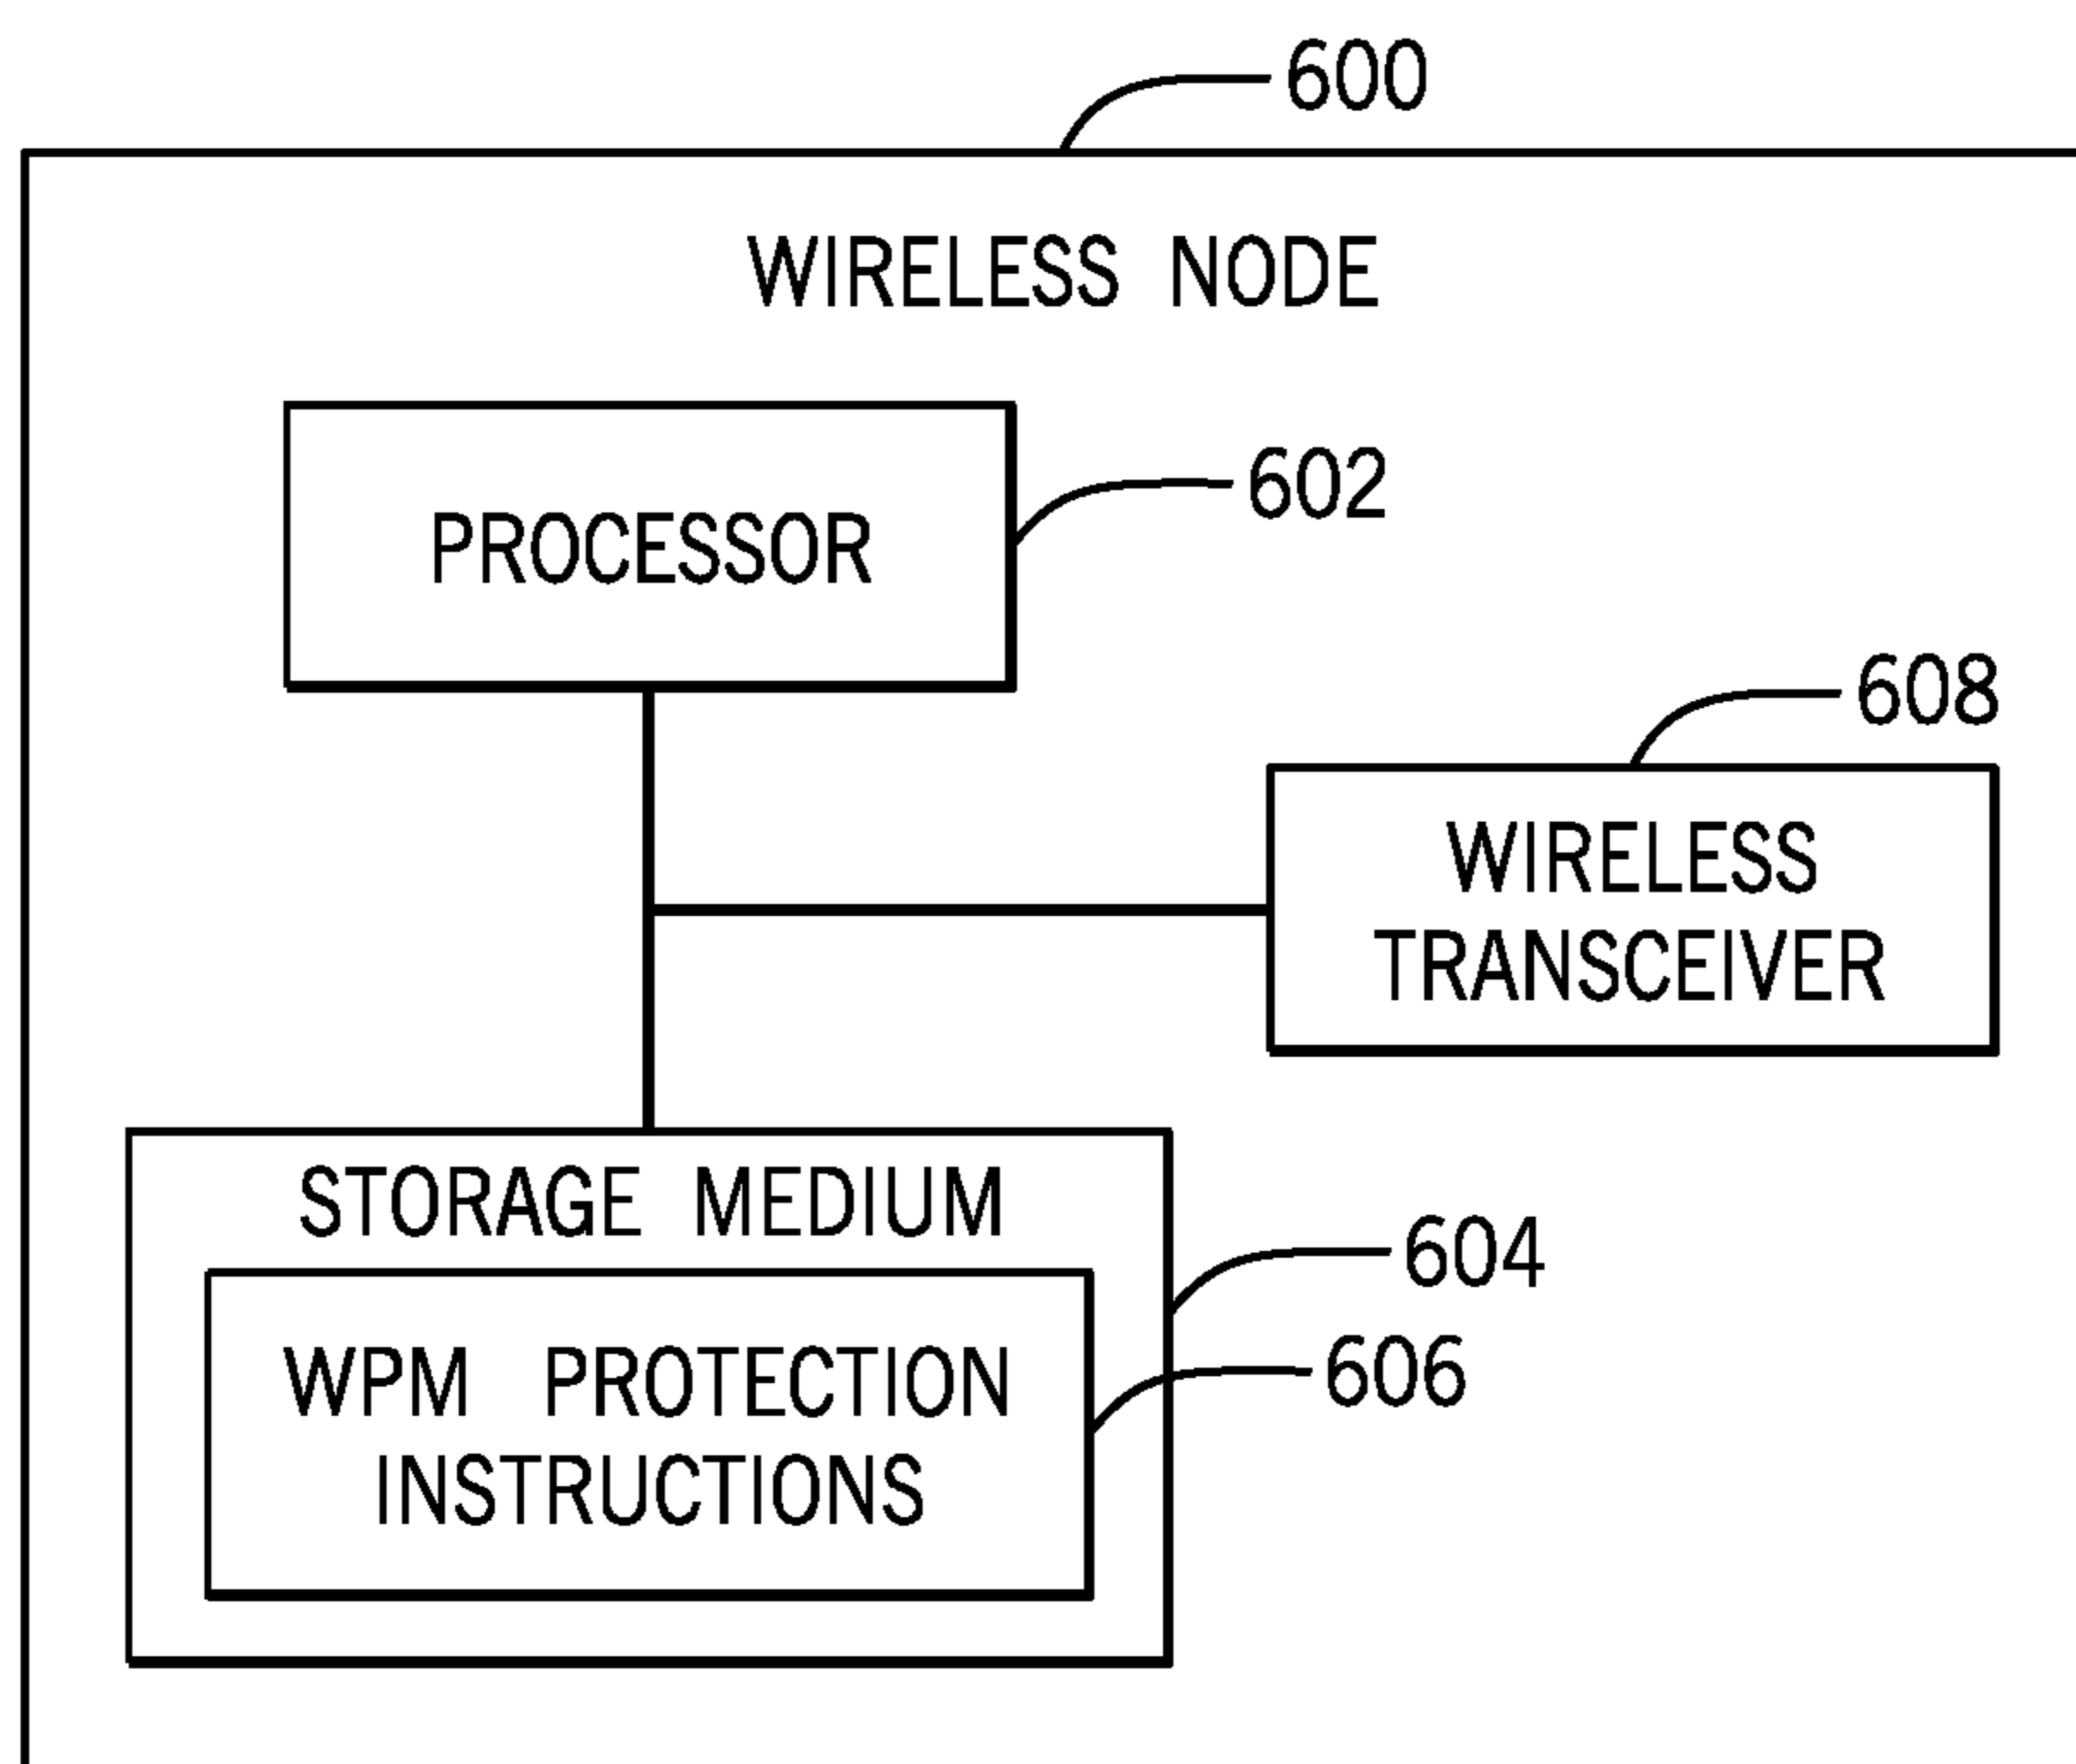 600
WIRELESS NODE
PROCESSOR
602
608
WIRELESS
TRANSCEIVER
STORAGE MEDIUM
604
WPM PROTECTION
INSTRUCTIONS
606